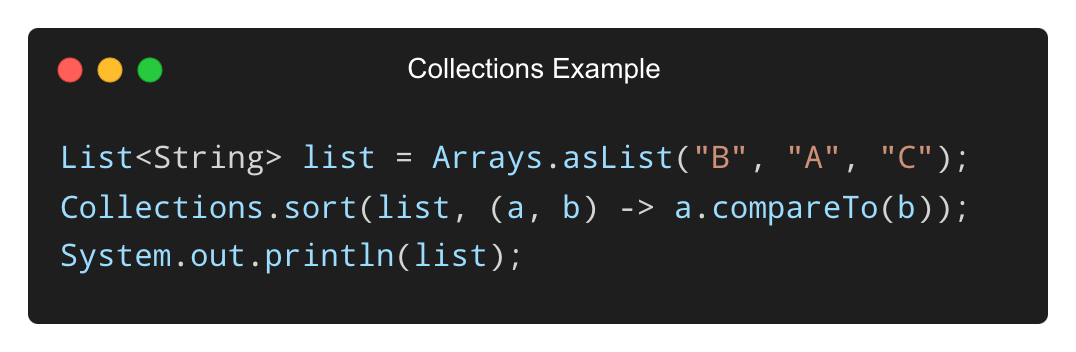 Collections Example
List<String> list = Arrays.asList("B", "A", "C");
Collections.sort(list, (a, b) -> a.compareTo(b));
System.out.println(list);